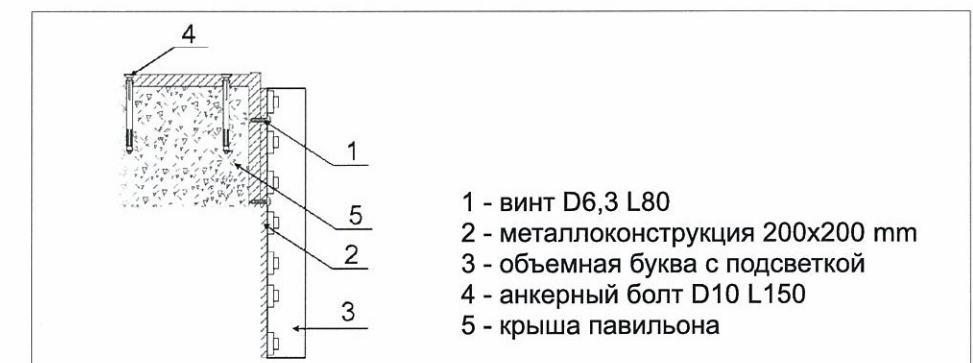 4
1
5
2
3
1 - винт D6,3 L80
2 - металлоконструкция 200x200 mm
3 - объемная буква с подсветкой
4 - анкерный болт D10 L150
5 - крыша павильона